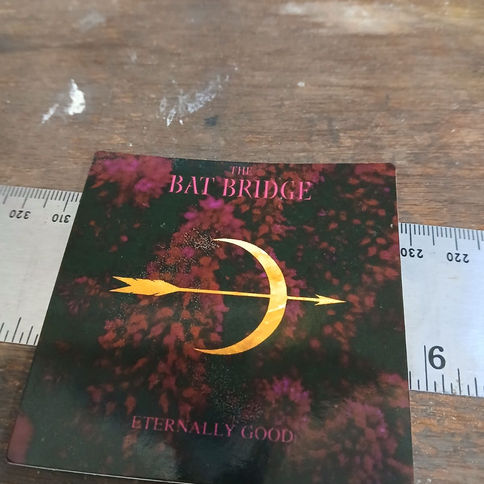 THE
BAT BRIDGE
ETERNALLY GOOD
320
310
230
220
6